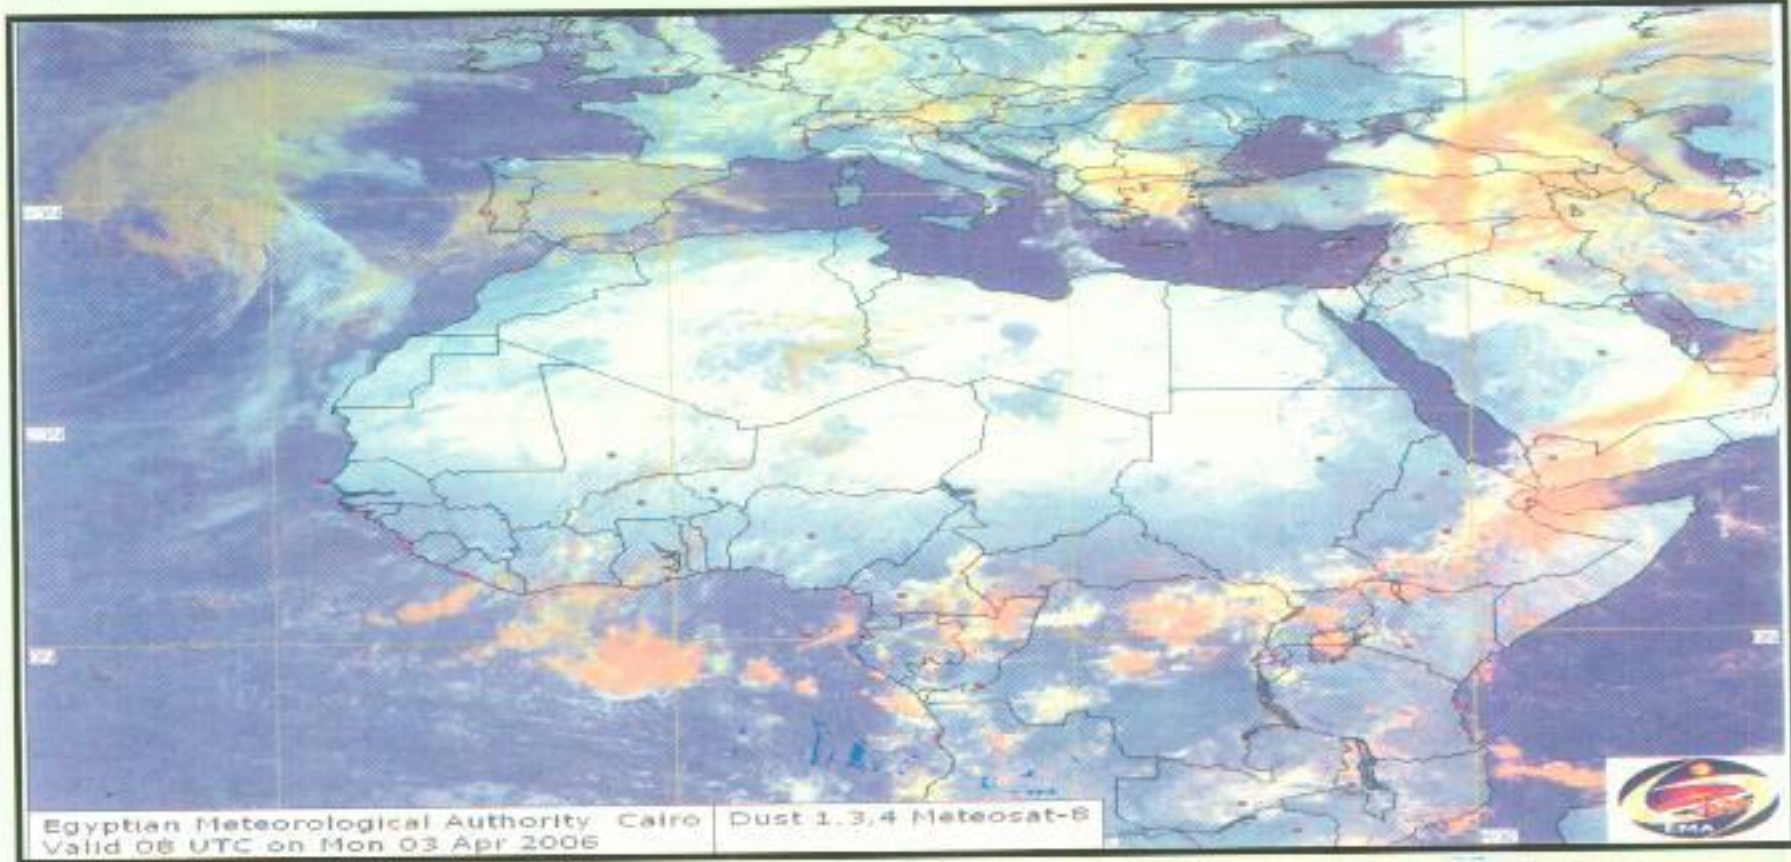 Egyptian Meteorological Authority Cairo
Valid 08 UTC on Mon 03 Apr 2006
Dust 1.3,4 Meteosat-8
EMA